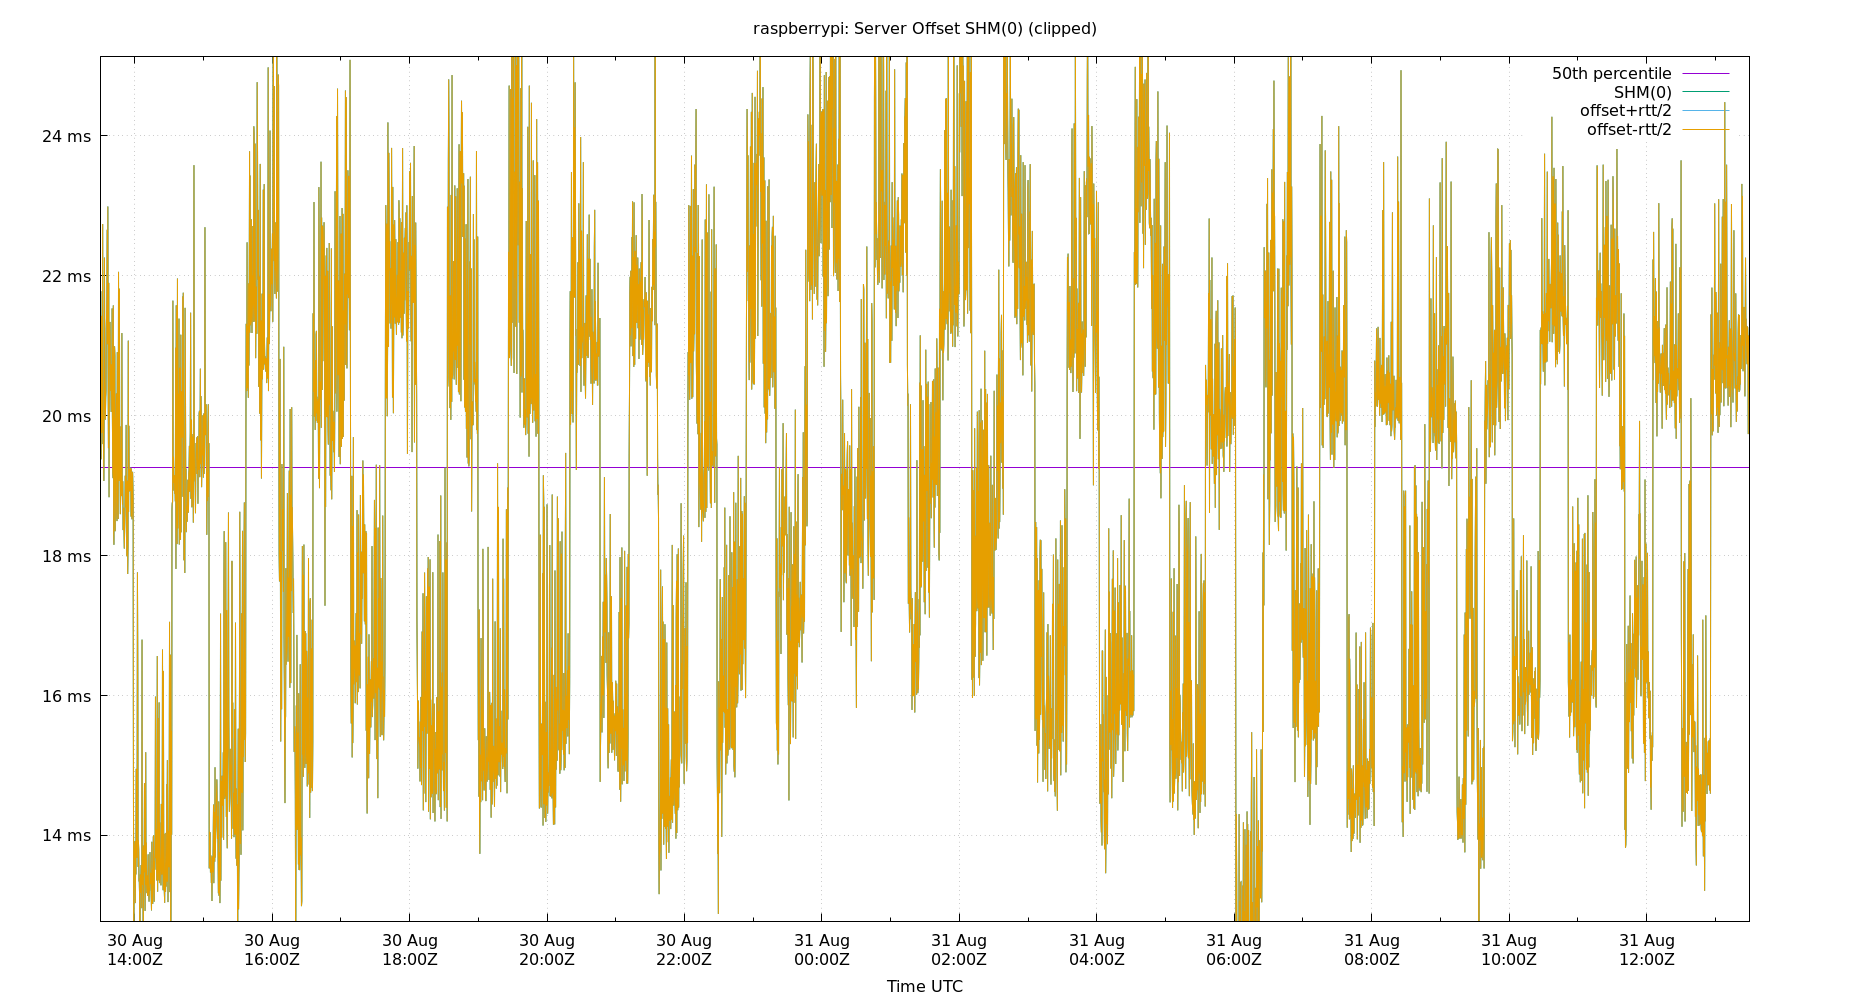 raspberrypi: Server Offset SHM(0) (clipped)
50th percentile
SHM(0)
offset+rtt/2
offset-rtt/2
24 ms
22 ms
20 ms
18 ms
16 ms
14 ms
30 Aug 30 Aug 30 Aug 30 Aug 30 Aug 31 Aug 31 Aug 31 Aug 31 Aug 31 Aug 31 Aug 31 Aug
14:00Z 16:00Z 18:00Z 20:00Z 22:00Z 00:00Z 02:00Z 04:00Z 06:00Z 08:00Z 10:00Z 12:00Z
Time UTC